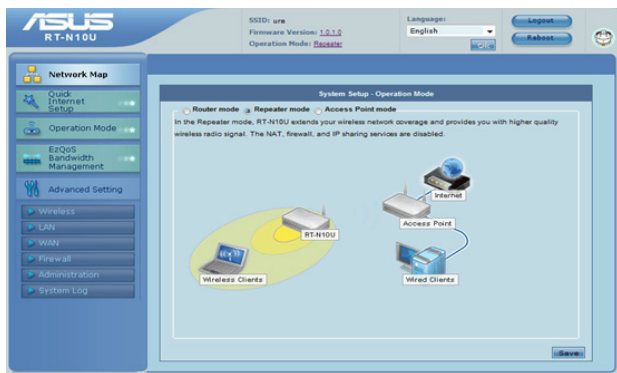 ASUS
RT-N10U
SSID: ure
Firmware Version: 1.0.1.0
Operation Mode: Repeater
Language:
English
OK
Logout
Reboot
Network Map
Quick
Internet
Setup
Operation Mode
EzQoS
Bandwidth
Management
Advanced Setting
Wireless
LAN
WAN
Firewall
Administration
System Log
System Setup - Operation Mode
Router mode Repeater mode Access Point mode
In the Repeater mode, RT-N10U extends your wireless network coverage and provides you with higher quality
wireless radio signal. The NAT, firewall, and IP sharing services are disabled.
Internet
Access Point
RT-N10U
Wireless Clients
Wired Clients
Save